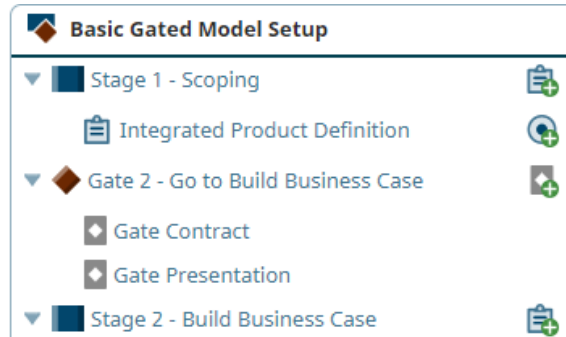 Basic Gated Model Setup
Stage 1 - Scoping
Integrated Product Definition
Gate 2 - Go to Build Business Case
Gate Contract
Gate Presentation
Stage 2 - Build Business Case